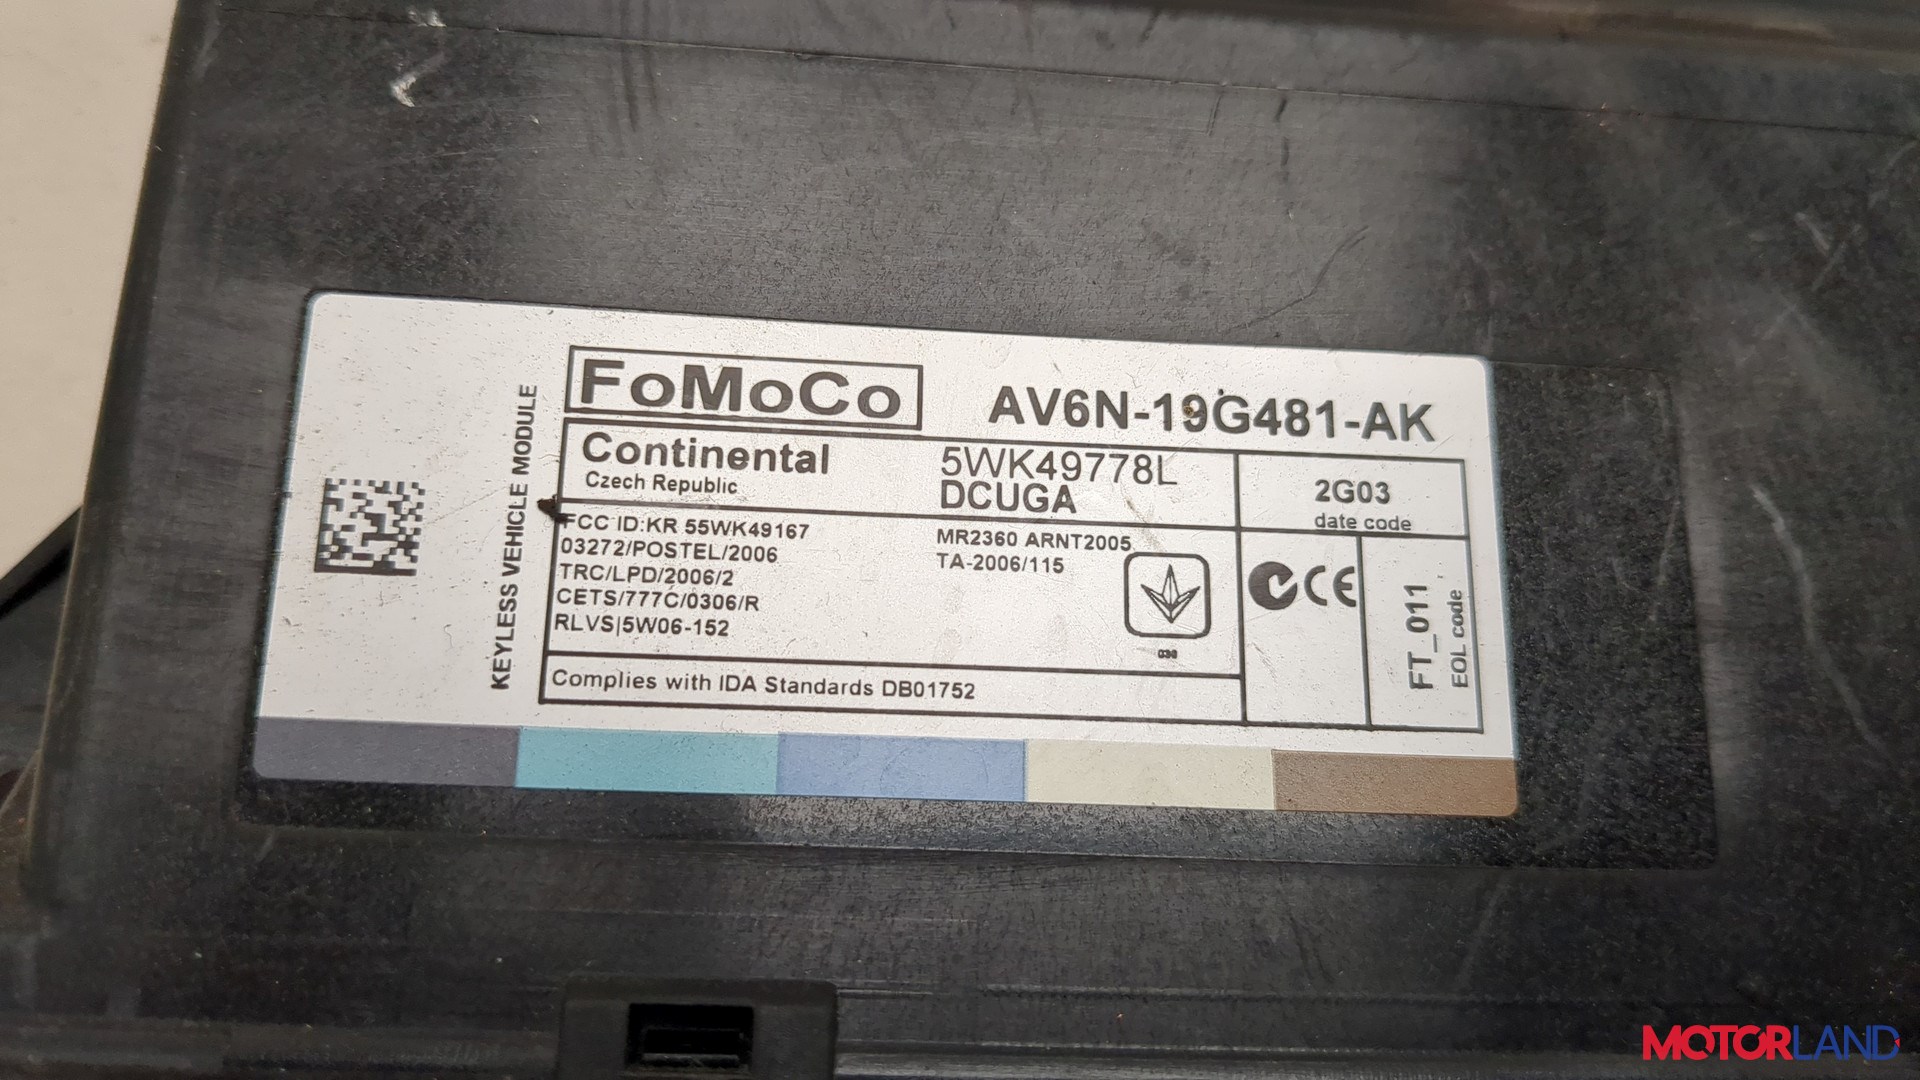 FoMoCo
AV6N-19G481-AK
KEYLESS VEHICLE MODULE
Continental
Czech Republic
5WK49778L
DCUGA
2G03
date code
FCC ID:KR 55WK49167
03272/POSTEL/2006
TRC/LPD/2006/2
CETS/777C/0306/R
RLVS|5W06-152
MR2360 ARNT2005
TA-2006/115
CE
FT_011
EOL code
Complies with IDA Standards DB01752
MOTORLAND